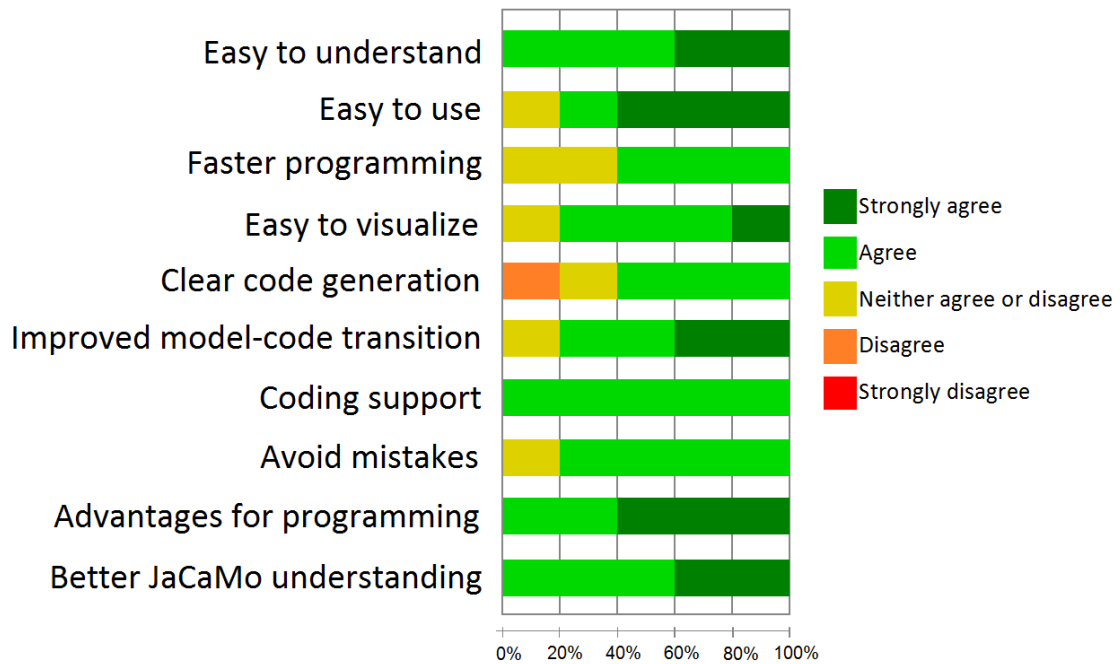 Easy to understand
Easy to use
Faster programming
Easy to visualize
Clear code generation
Improved model-code transition
Coding support
Avoid mistakes
Advantages for programming
Better JaCaMo understanding
0% 20% 40% 60% 80% 100%
Strongly agree
Agree
Neither agree or disagree
Disagree
Strongly disagree